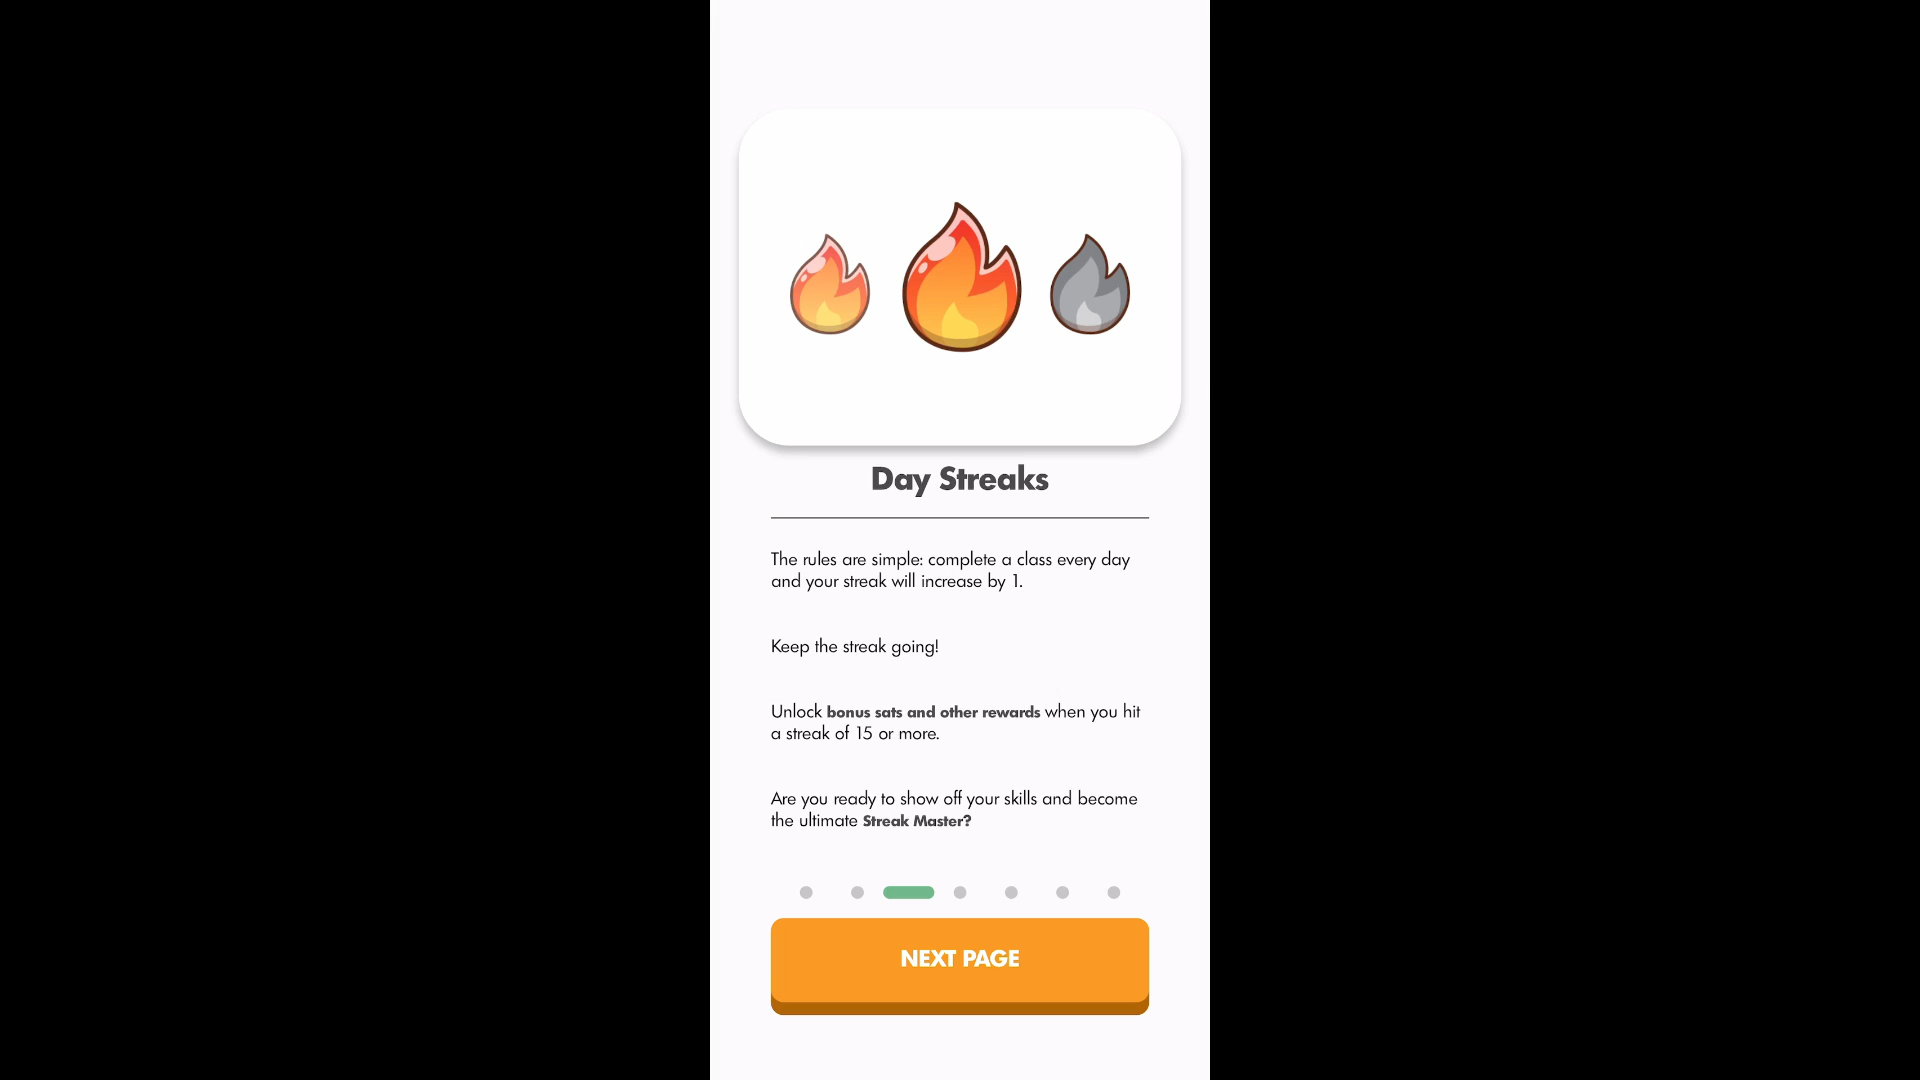 Day Streaks
The rules are simple: complete a class every day
and your streak will increase by 1.
Keep the streak going!
Unlock bonus sats and other rewards when you hit
a streak of 15 or more.
Are you ready to show off your skills and become
the ultimate Streak Master?
NEXT PAGE